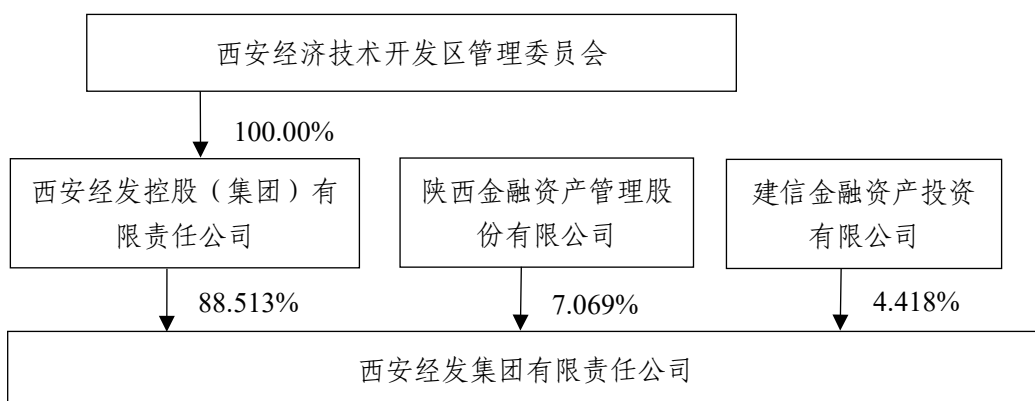 西安经济技术开发区管理委员会
100.00%
西安经发控股（集团）有
限责任公司
陕西金融资产管理股
份有限公司
建信金融资产投资
有限公司
88.513%
7.069%
4.418%
西安经发集团有限责任公司